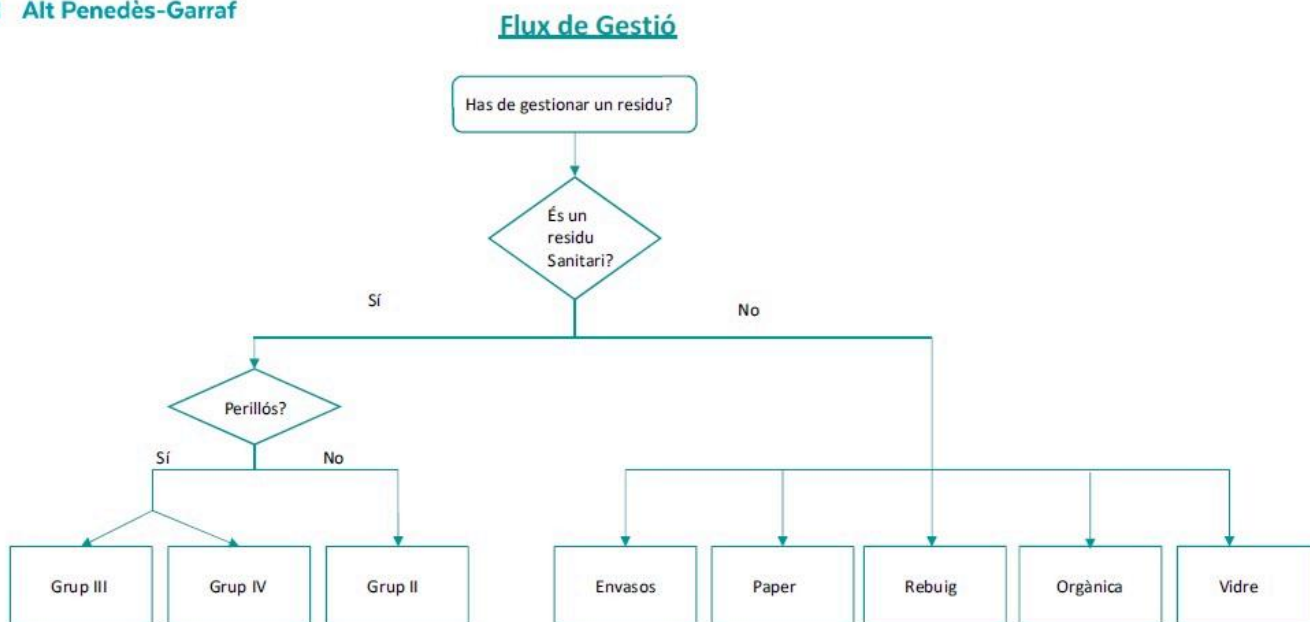 Alt Penedès-Garraf
Flux de Gestió
Has de gestionar un residu?
És un
residu
Sanitari?
Sí
No
Perillós?
Sí
No
Grup III
Grup IV
Grup II
Envasos
Paper
Rebuig
Orgànica
Vidre